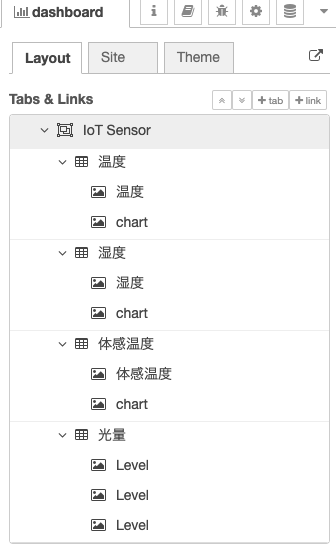 dashboard
Layout
Site
Theme
Tabs & Links
+tab
+link
IoT Sensor
温度
温度
chart
湿度
湿度
chart
体感温度
体感温度
chart
光量
Level
Level
Level